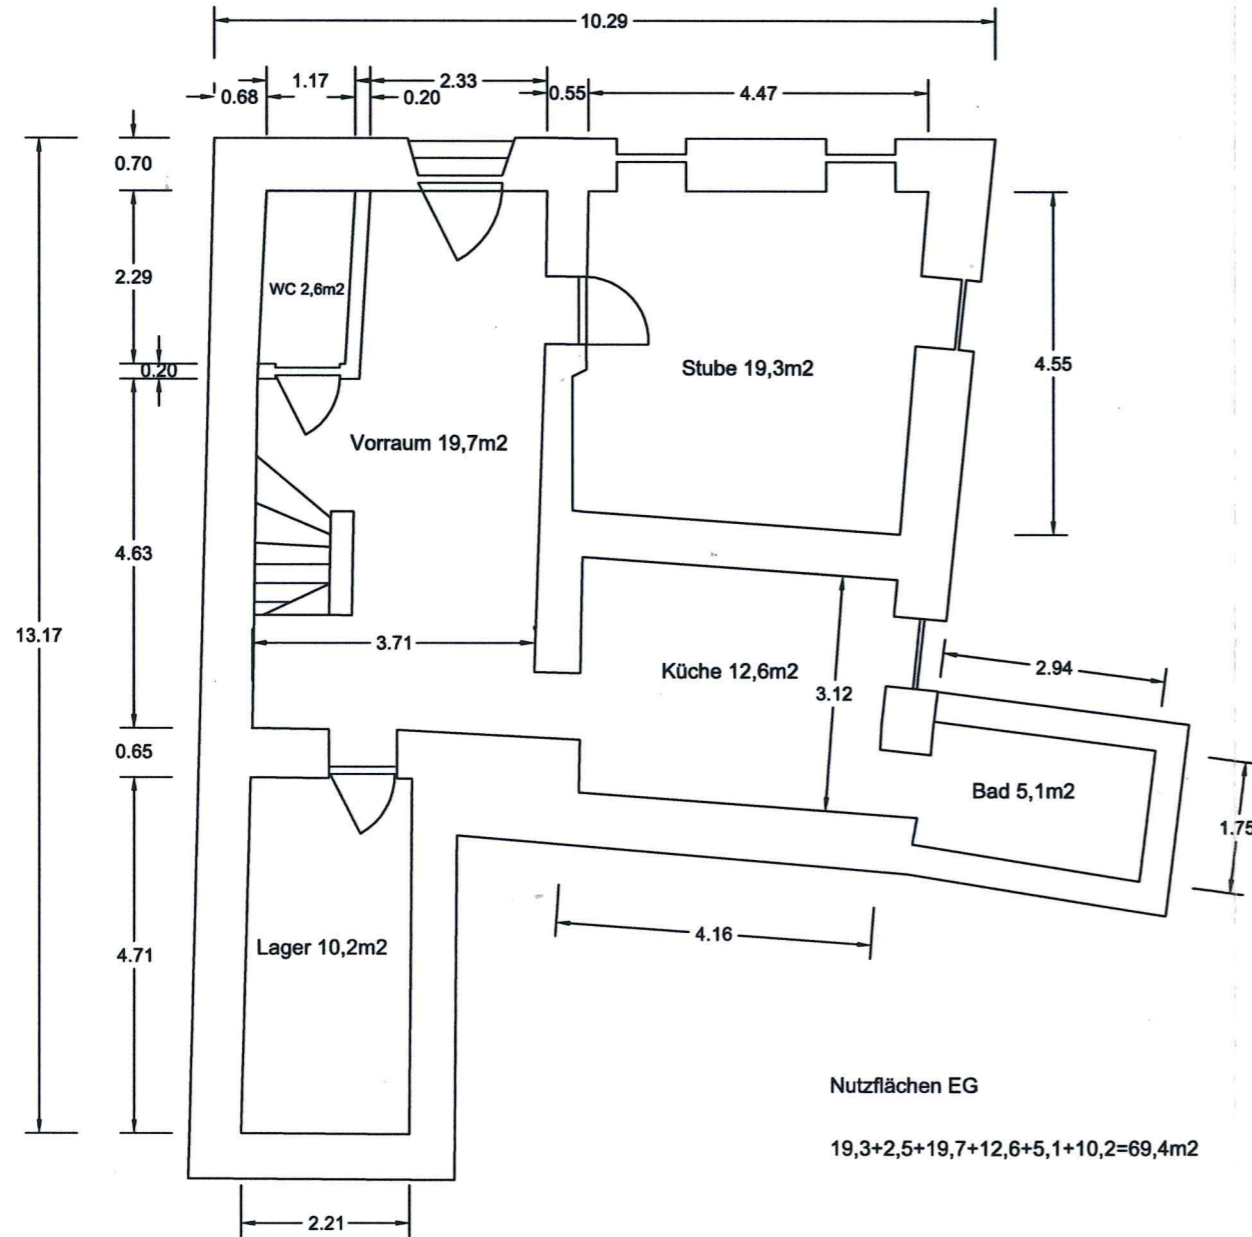 10.29
1.17
2.33
0.68
0.20
0.55
4.47
0.70
2.29
WC 2,6m2
0.20
Stube 19,3m2
4.55
Vorraum 19,7m2
4.63
13.17
3.71
Küche 12,6m2
2.94
3.12
0.65
Bad 5,1m2
1.75
4.16
Lager 10,2m2
4.71
Nutzflächen EG
19,3+2,5+19,7+12,6+5,1+10,2=69,4m2
2.21